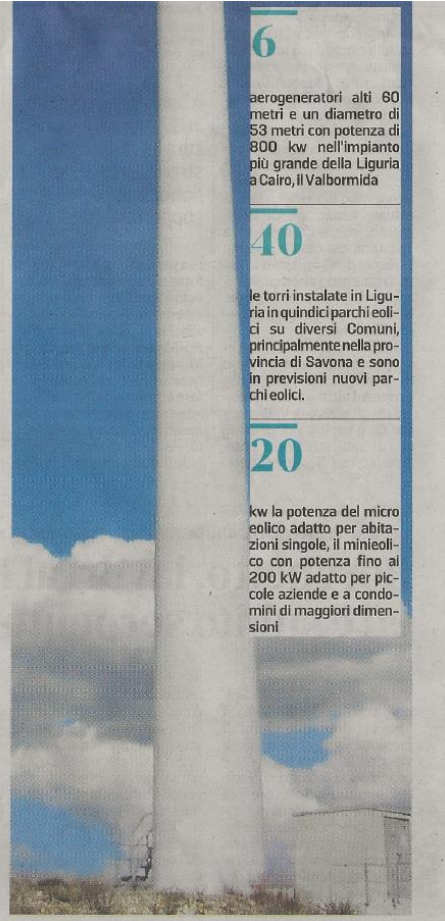 6
aerogeneratori alti 60
metri e un diametro di
53 metri con potenza di
800 kw nell'impianto
più grande della Liguria
a Cairo, il Valbormida
40
le torri instalate in Ligu-
ria in quindici parchi eoli-
ci su diversi Comuni,
principalmente nella pro-
vincia di Savona e sono
in previsioni nuovi par-
chi eolici.
20
kw la potenza del micro
eolico adatto per abita-
zioni singole, il minieoli-
co con potenza fino ai
200 kW adatto per pic-
cole aziende e a condo-
mini di maggiori dimen-
sioni